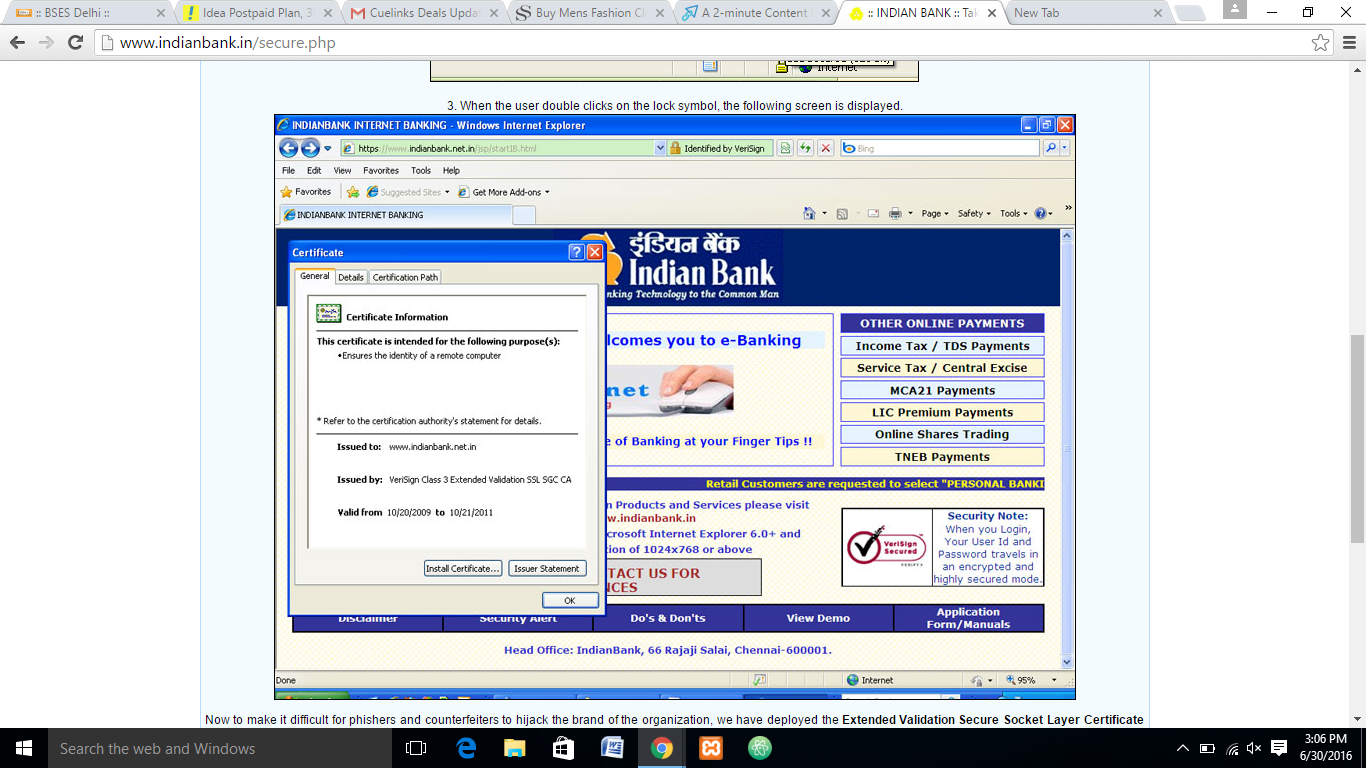 :: BSES Delhi ::
Idea Postpaid Plan, 3
Cuelinks Deals Upda
Buy Mens Fashion Cl
A 2-minute Content
:: INDIAN BANK :: Tak
New Tab
www.indianbank.in/secure.php
Internet
3. When the user double clicks on the lock symbol, the following screen is displayed.
INDIANBANK INTERNET BANKING - Windows Internet Explorer
https://www.indianbank.net.in/jsp/startIB.html
Identified by VeriSign
Bing
File Edit View Favorites Tools Help
Favorites Suggested Sites Get More Add-ons
INDIANBANK INTERNET BANKING
Page Safety Tools »
इंडियन बैंक
Indian Bank
nking Technology to the Common Man
Certificate
General Details Certification Path
Certificate Information
This certificate is intended for the following purpose(s):
•Ensures the identity of a remote computer
* Refer to the certification authority's statement for details.
Issued to: www.indianbank.net.in
Issued by: VeriSign Class 3 Extended Validation SSL SGC CA
Valid from 10/20/2009 to 10/21/2011
Install Certificate... Issuer Statement
OK
lcomes you to e-Banking
net
g
e of Banking at your Finger Tips !!
OTHER ONLINE PAYMENTS
Income Tax / TDS Payments
Service Tax / Central Excise
MCA21 Payments
LIC Premium Payments
Online Shares Trading
TNEB Payments
Retail Customers are requested to select "PERSONAL BANKI
n Products and Services please visit
w.indianbank.in
crosoft Internet Explorer 6.0+ and
tion of 1024x768 or above
TACT US FOR
NCES
VeriSign
Secured
VERIFY
Security Note:
When you Login,
Your User Id and
Password travels in
an encrypted and
highly secured mode.
Disclaimer
Security Alert
Do's & Don'ts
View Demo
Application
Form/Manuals
Head Office: IndianBank, 66 Rajaji Salai, Chennai-600001.
Done
Internet
95%
Now to make it difficult for phishers and counterfeiters to hijack the brand of the organization, we have deployed the Extended Validation Secure Socket Layer Certificate
Search the web and Windows
3:06 PM
6/30/2016